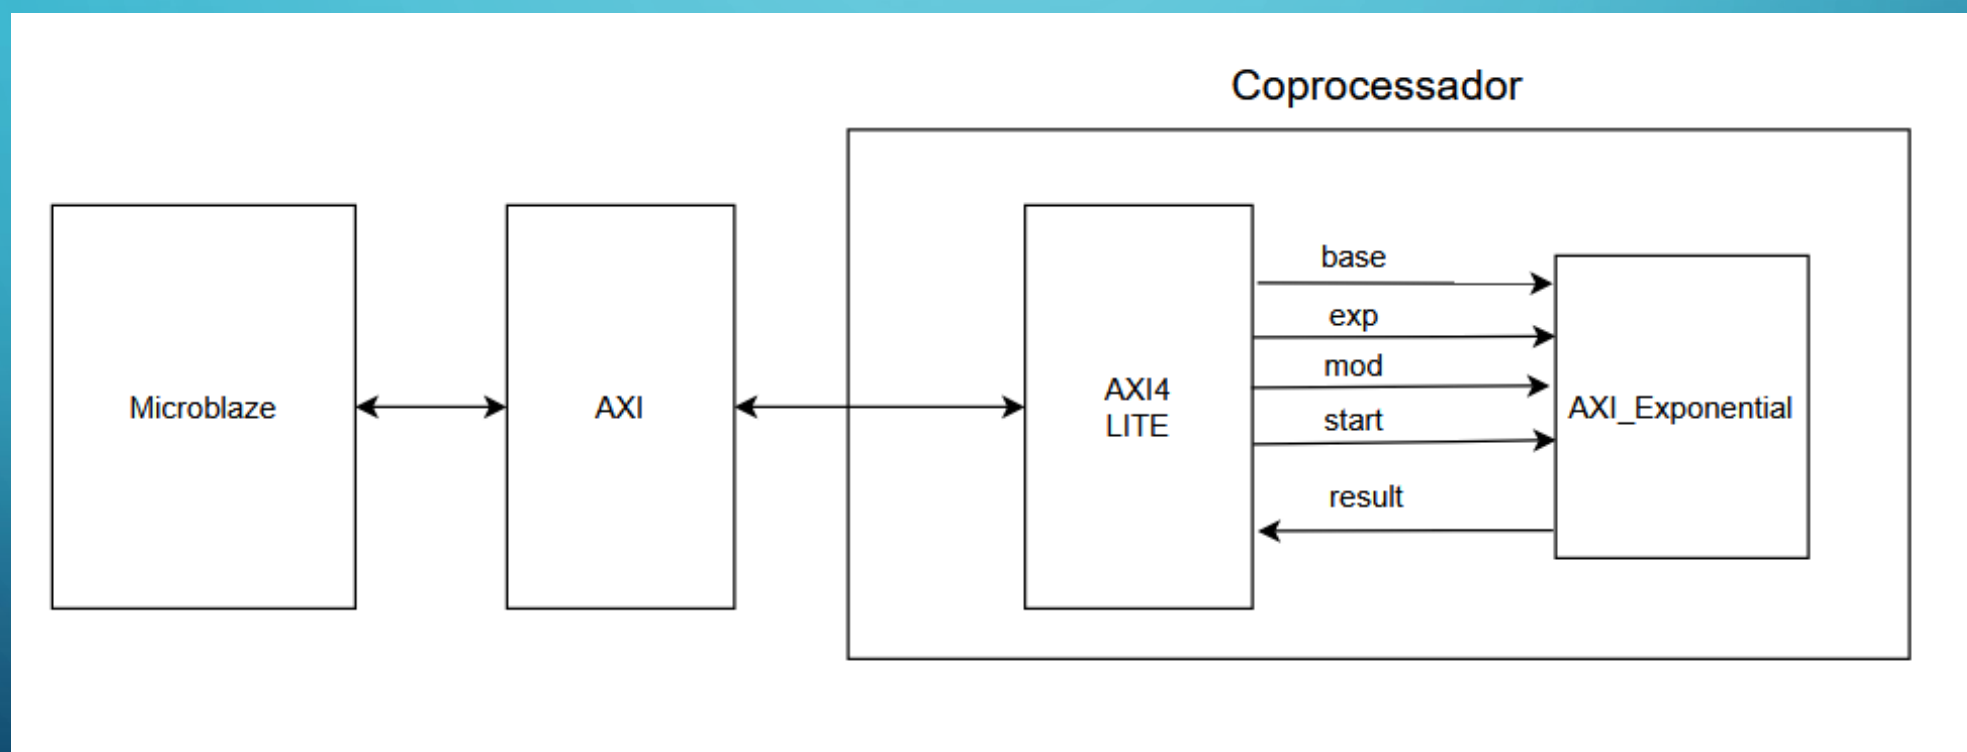 Coprocessador
Microblaze
AXI
AXI4
LITE
base
exp
mod
start
result
AXI_Exponential